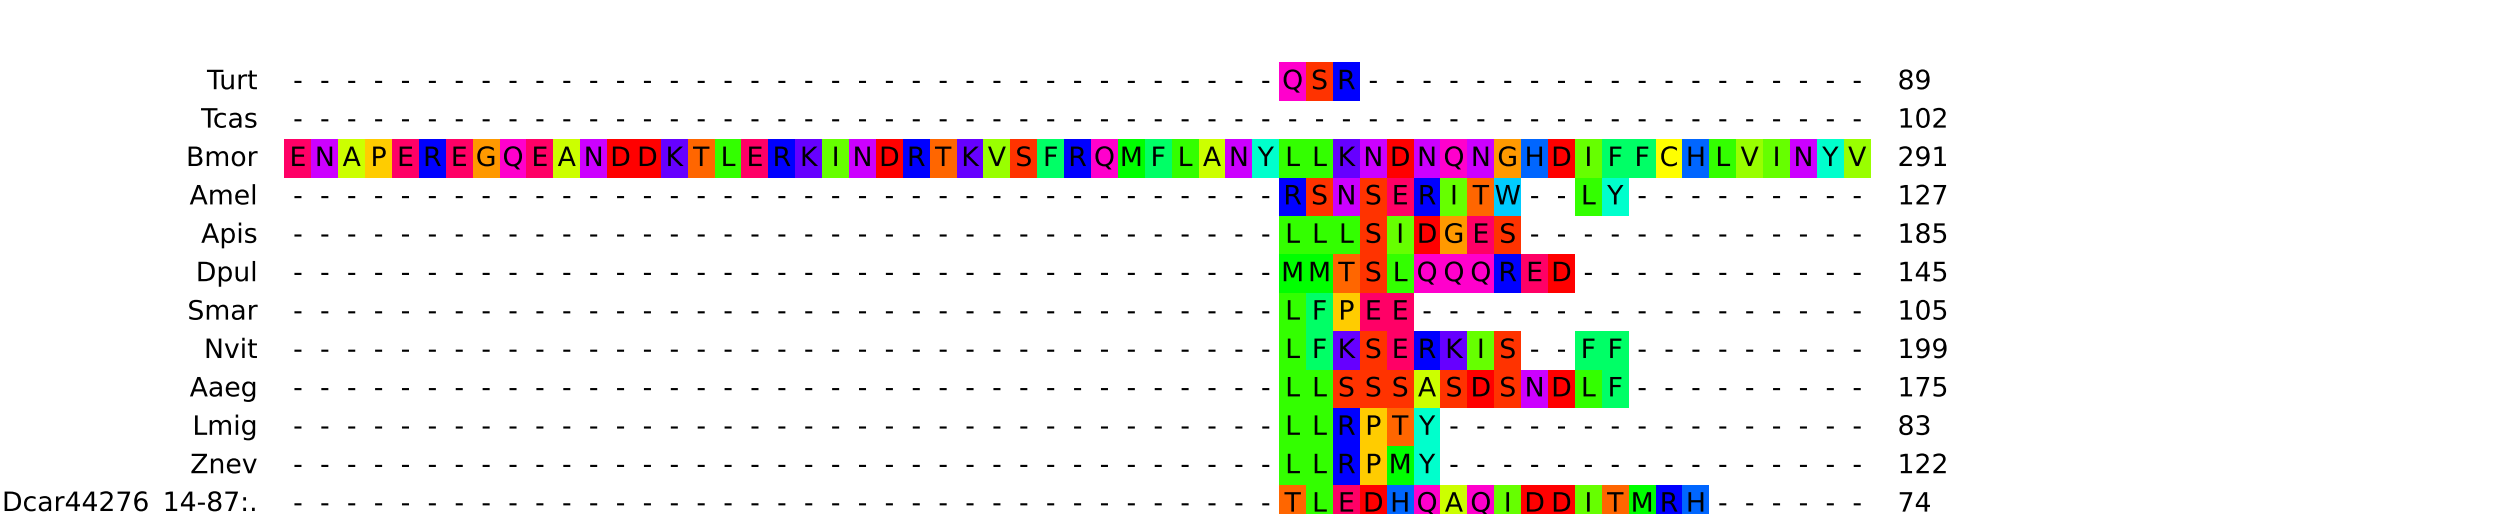 Turt - - - - - - - - - - - - - - - - - - - - - - - - - - - - - - - - - - - - - Q S R - - - - - - - - - - - - - - - - - - - 89
Tcas - - - - - - - - - - - - - - - - - - - - - - - - - - - - - - - - - - - - - - - - - - - - - - - - - - - - - - - - - - - 102
Bmor E N A P E R E G Q E A N D D K T L E R K I N D R T K V S F R Q M F L A N Y L L K N D N Q N G H D I F F C H L V I N Y V 291
Amel - - - - - - - - - - - - - - - - - - - - - - - - - - - - - - - - - - - - - R S N S E R I T W - - L Y - - - - - - - - - 127
Apis - - - - - - - - - - - - - - - - - - - - - - - - - - - - - - - - - - - - - L L L S I D G E S - - - - - - - - - - - - - 185
Dpul - - - - - - - - - - - - - - - - - - - - - - - - - - - - - - - - - - - - - M M T S L Q Q Q R E D - - - - - - - - - - - 145
Smar - - - - - - - - - - - - - - - - - - - - - - - - - - - - - - - - - - - - - L F P E E - - - - - - - - - - - - - - - - - 105
Nvit - - - - - - - - - - - - - - - - - - - - - - - - - - - - - - - - - - - - - L F K S E R K I S - - F F - - - - - - - - - 199
Aaeg - - - - - - - - - - - - - - - - - - - - - - - - - - - - - - - - - - - - - L L S S S A S D S N D L F - - - - - - - - - 175
Lmig - - - - - - - - - - - - - - - - - - - - - - - - - - - - - - - - - - - - - L L R P T Y - - - - - - - - - - - - - - - - 83
Znev - - - - - - - - - - - - - - - - - - - - - - - - - - - - - - - - - - - - - L L R P M Y - - - - - - - - - - - - - - - - 122
Dcar44276 14-87:. - - - - - - - - - - - - - - - - - - - - - - - - - - - - - - - - - - - - - T L E D H Q A Q I D D I T M R H - - - - - - 74